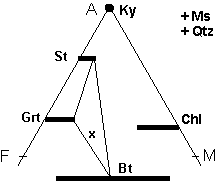 A Ky + Ms
+ Qtz
St
Grt Chl
x
F M
Bt